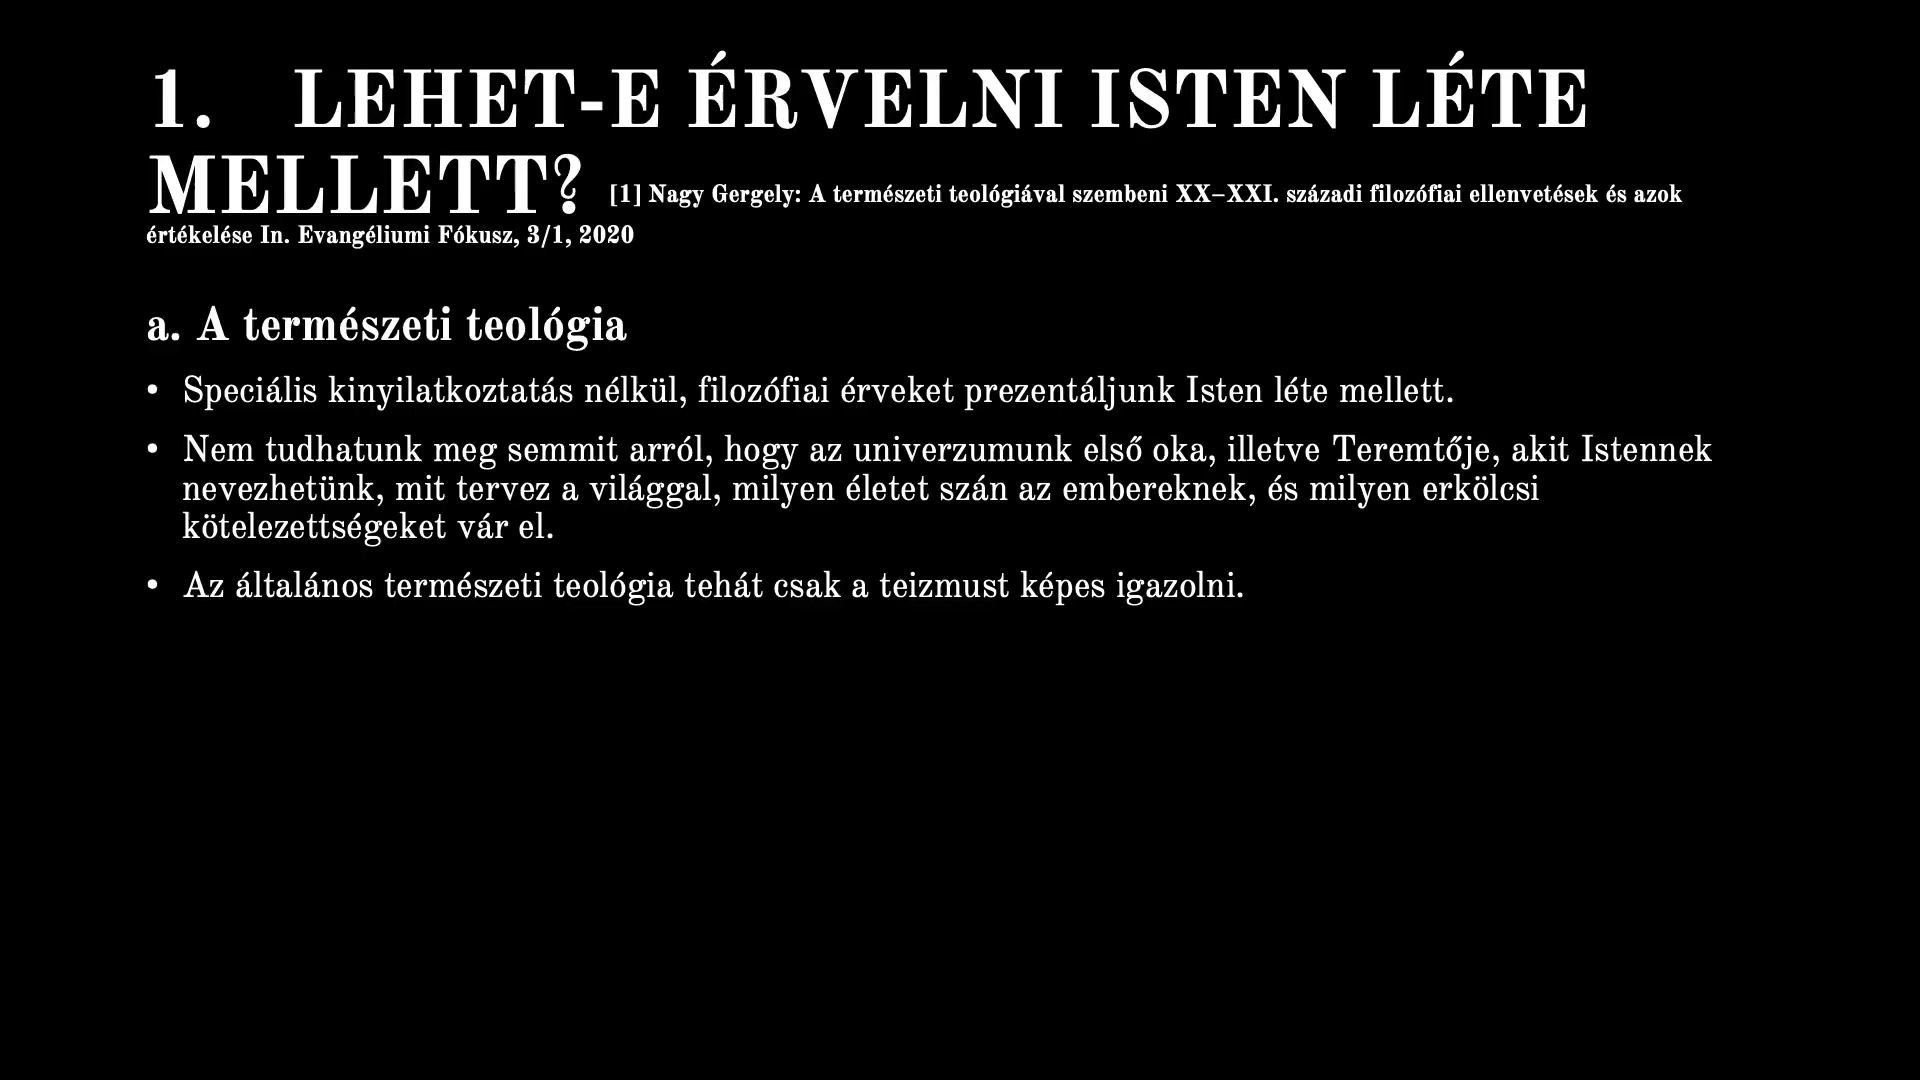 1. LEHET-E ÉRVELNI ISTEN LÉTE
MELLETT? [1] Nagy Gergely: A természeti teológiával szembeni XX–XXI. századi filozófiai ellenvetések és azok
értékelése In. Evangéliumi Fókusz, 3/1, 2020
a. A természeti teológia
• Speciális kinyilatkoztatás nélkül, filozófiai érveket prezentáljunk Isten léte mellett.
• Nem tudhatunk meg semmit arról, hogy az univerzumunk első oka, illetve Teremtője, akit Istennek
nevezhetünk, mit tervez a világgal, milyen életet szán az embereknek, és milyen erkölcsi
kötelezettségeket vár el.
• Az általános természeti teológia tehát csak a teizmust képes igazolni.